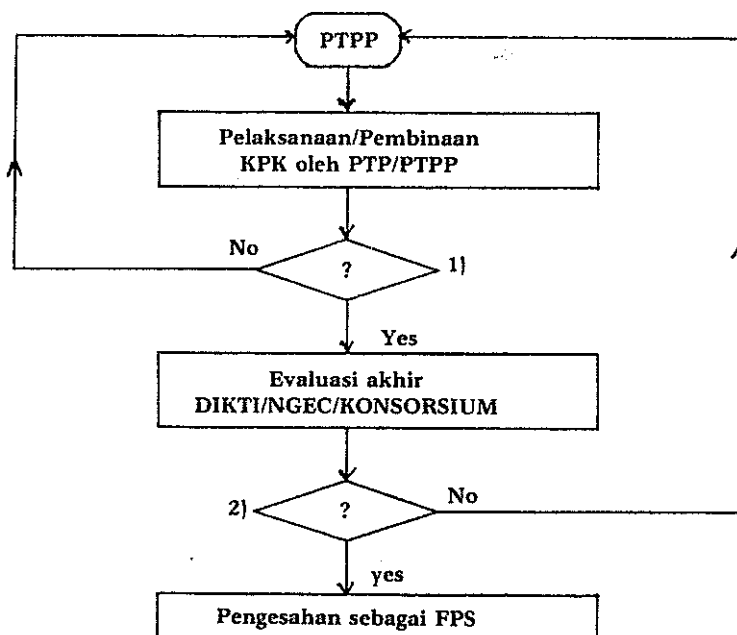 PTPP
Pelaksanaan/Pembinaan
KPK oleh PTP/PTPP
No
? 1)
Yes
Evaluasi akhir
DIKTI/NGEC/KONSORSIUM
2) ? No
yes
Pengesahan sebagai FPS